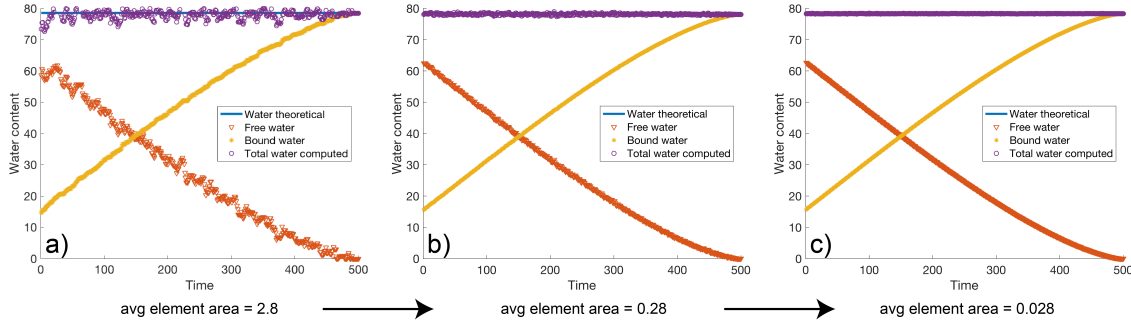 80
70
60
50
40
30
20
10
0
Water content
Water theoretical
Free water
Bound water
Total water computed
a)
0 100 200 300 400 500
Time
avg element area = 2.8
80
70
60
50
40
30
20
10
0
Water content
Water theoretical
Free water
Bound water
Total water computed
b)
0 100 200 300 400 500
Time
avg element area = 0.28
80
70
60
50
40
30
20
10
0
Water content
Water theoretical
Free water
Bound water
Total water computed
c)
0 100 200 300 400 500
Time
avg element area = 0.028